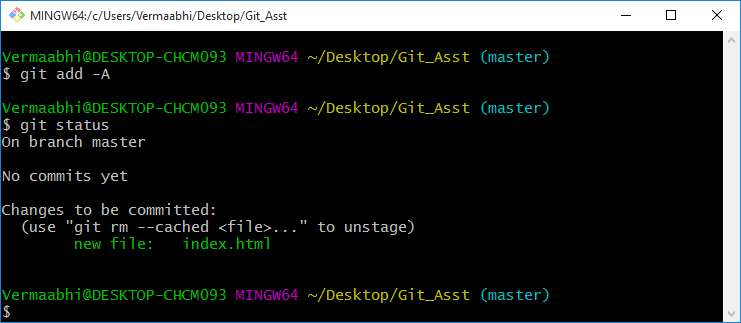 MINGW64:/c/Users/Vermaabhi/Desktop/Git_Asst
Vermaabhi@DESKTOP-CHCM093 MINGW64 ~/Desktop/Git_Asst (master)
$ git add -A
Vermaabhi@DESKTOP-CHCM093 MINGW64 ~/Desktop/Git_Asst (master)
$ git status
On branch master
No commits yet
Changes to be committed:
  (use "git rm --cached <file>..." to unstage)
        new file:   index.html
Vermaabhi@DESKTOP-CHCM093 MINGW64 ~/Desktop/Git_Asst (master)
$